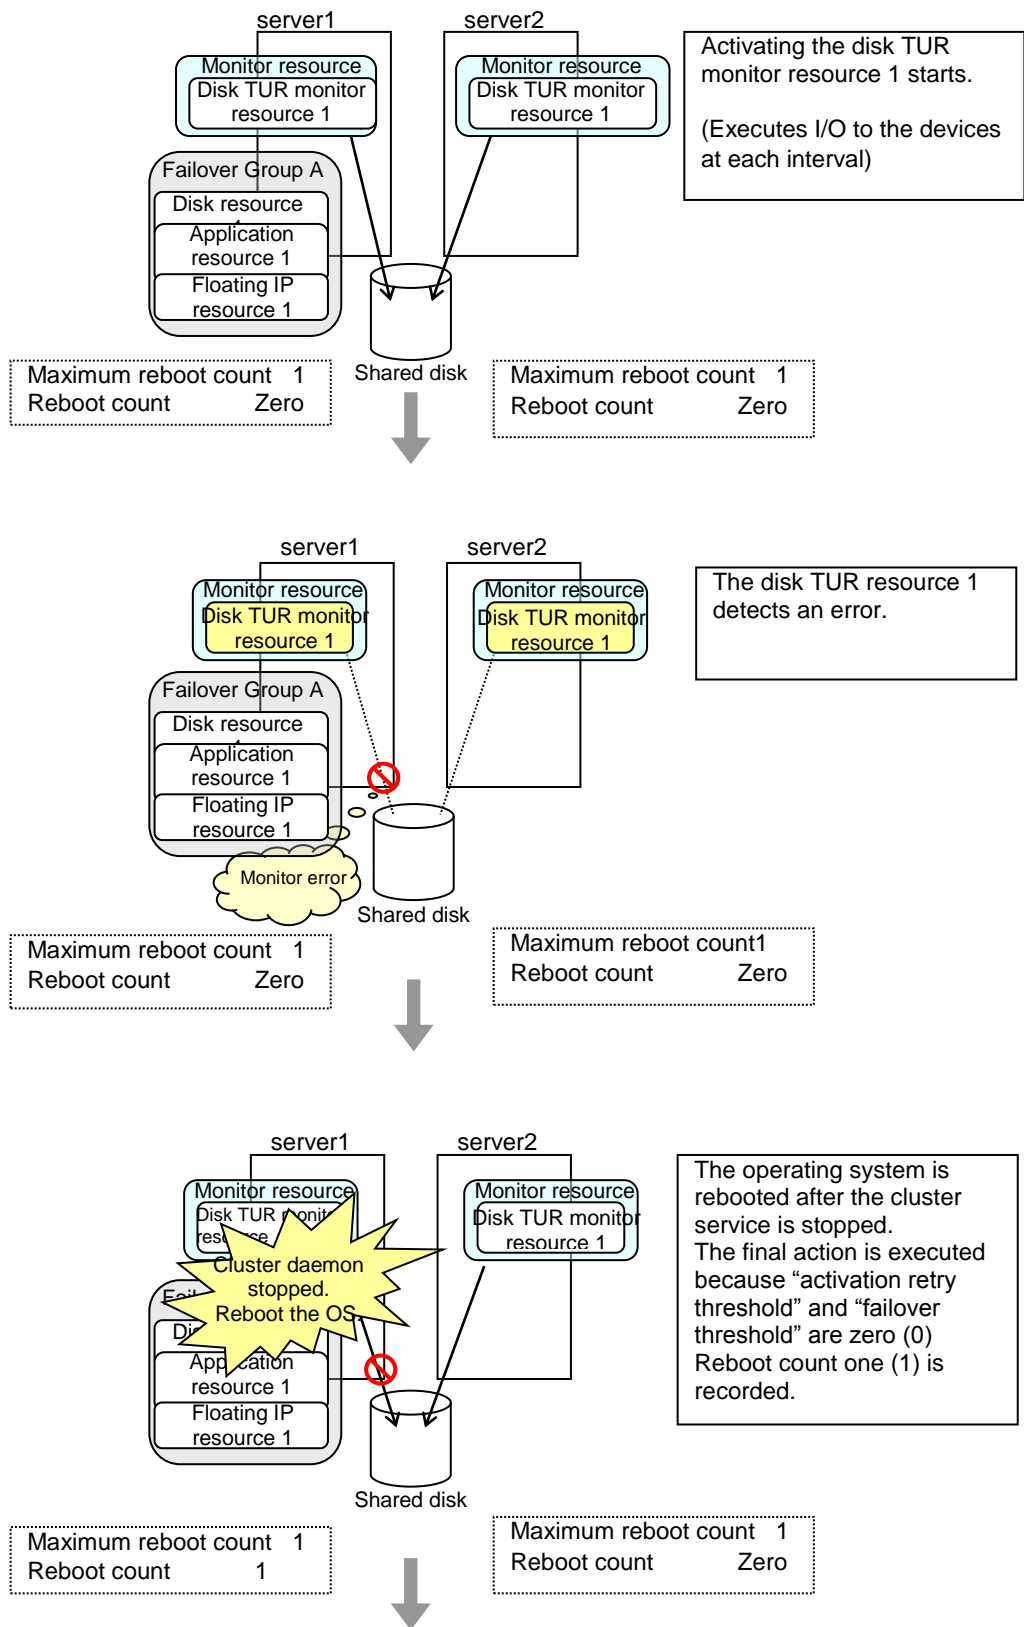 server1
server2
Monitor resource
Disk TUR monitor
resource 1
Monitor resource
Disk TUR monitor
resource 1
Activating the disk TUR
monitor resource 1 starts.
(Executes I/O to the devices
at each interval)
Failover Group A
Disk resource
Application
resource 1
Floating IP
resource 1
Shared disk
Maximum reboot count 1
Reboot count Zero
Maximum reboot count 1
Reboot count Zero
server1
server2
Monitor resource
Disk TUR monitor
resource 1
Monitor resource
Disk TUR monitor
resource 1
The disk TUR resource 1
detects an error.
Failover Group A
Disk resource
Application
resource 1
Floating IP
resource 1
Monitor error
Shared disk
Maximum reboot count 1
Reboot count Zero
Maximum reboot count1
Reboot count Zero
server1
server2
Monitor resource
Disk TUR monitor
Monitor resource
Disk TUR monitor
resource 1
Cluster daemon
stopped.
Reboot the OS.
The operating system is
rebooted after the cluster
service is stopped.
The final action is executed
because “activation retry
threshold” and “failover
threshold” are zero (0)
Reboot count one (1) is
recorded.
Application
resource 1
Floating IP
resource 1
Shared disk
Maximum reboot count 1
Reboot count 1
Maximum reboot count 1
Reboot count Zero